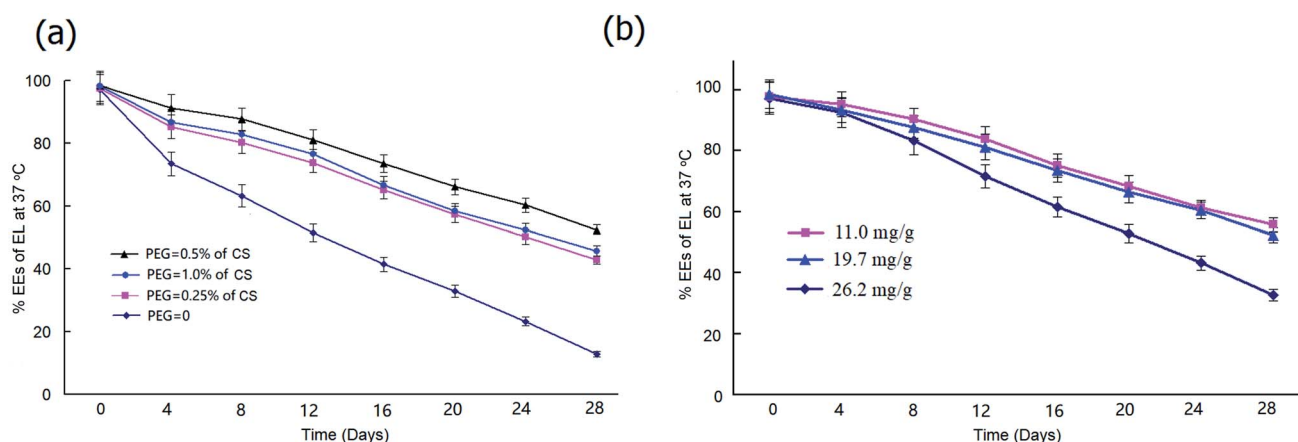 (a)
% EEs of EL at 37 °C
100
80
60
40
20
0
PEG=0.5% of CS
PEG=1.0% of CS
PEG=0.25% of CS
PEG=0
0 4 8 12 16 20 24 28
Time (Days)
(b)
% EEs of EL at 37 °C
100
80
60
40
20
0
11.0 mg/g
19.7 mg/g
26.2 mg/g
0 4 8 12 16 20 24 28
Time (Days)